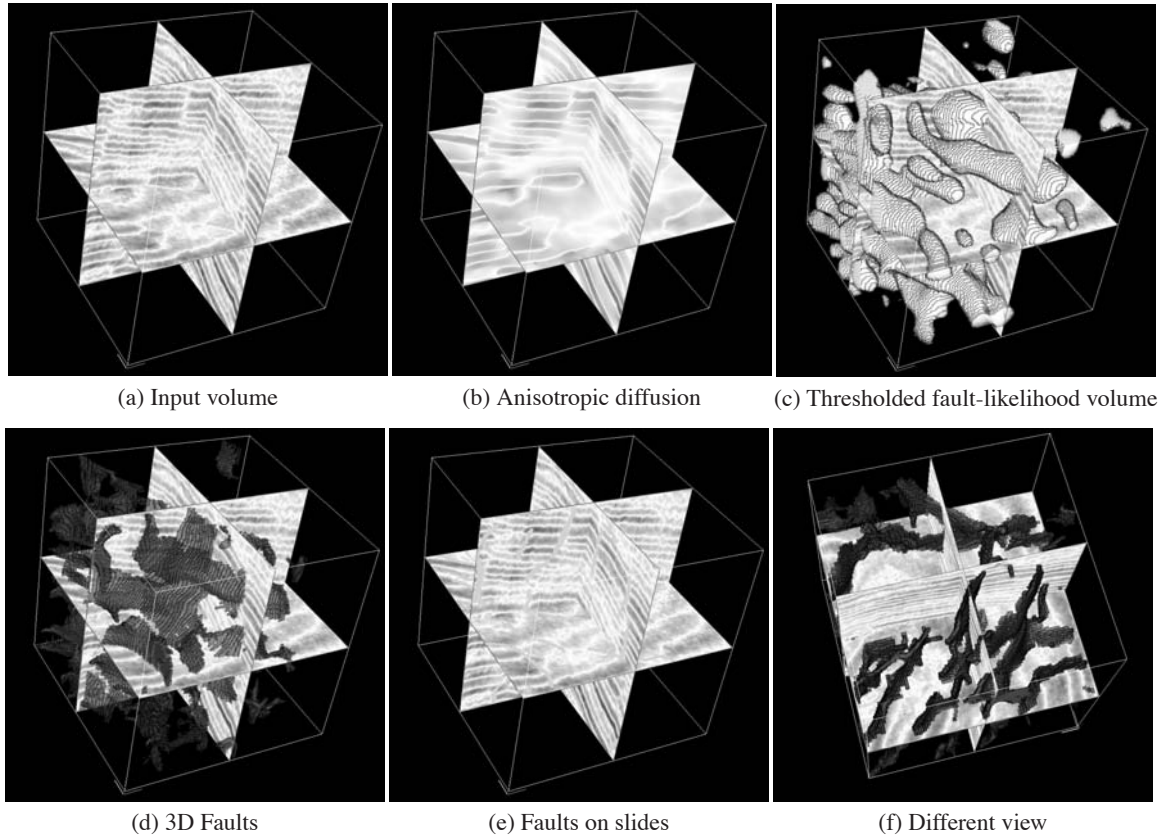 (a) Input volume
(b) Anisotropic diffusion
(c) Thresholded fault-likelihood volume
(d) 3D Faults
(e) Faults on slides
(f) Different view